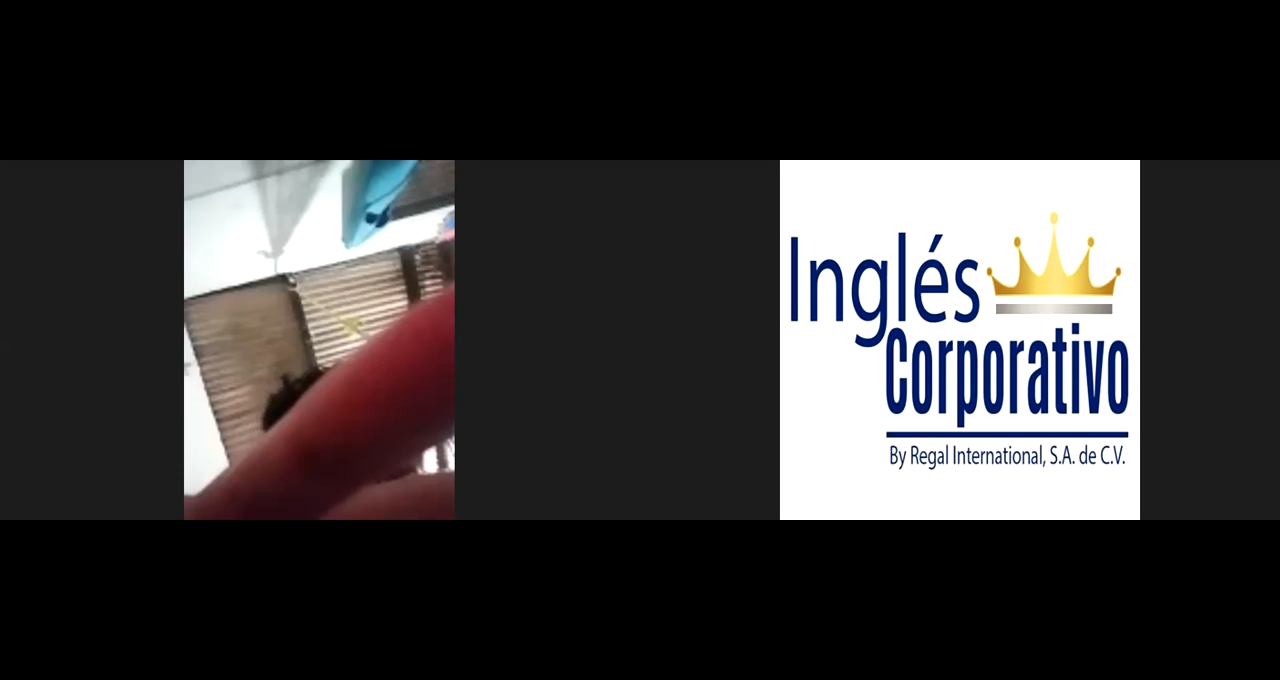 Inglés
Corporativo
By Regal International, S.A. de C.V.